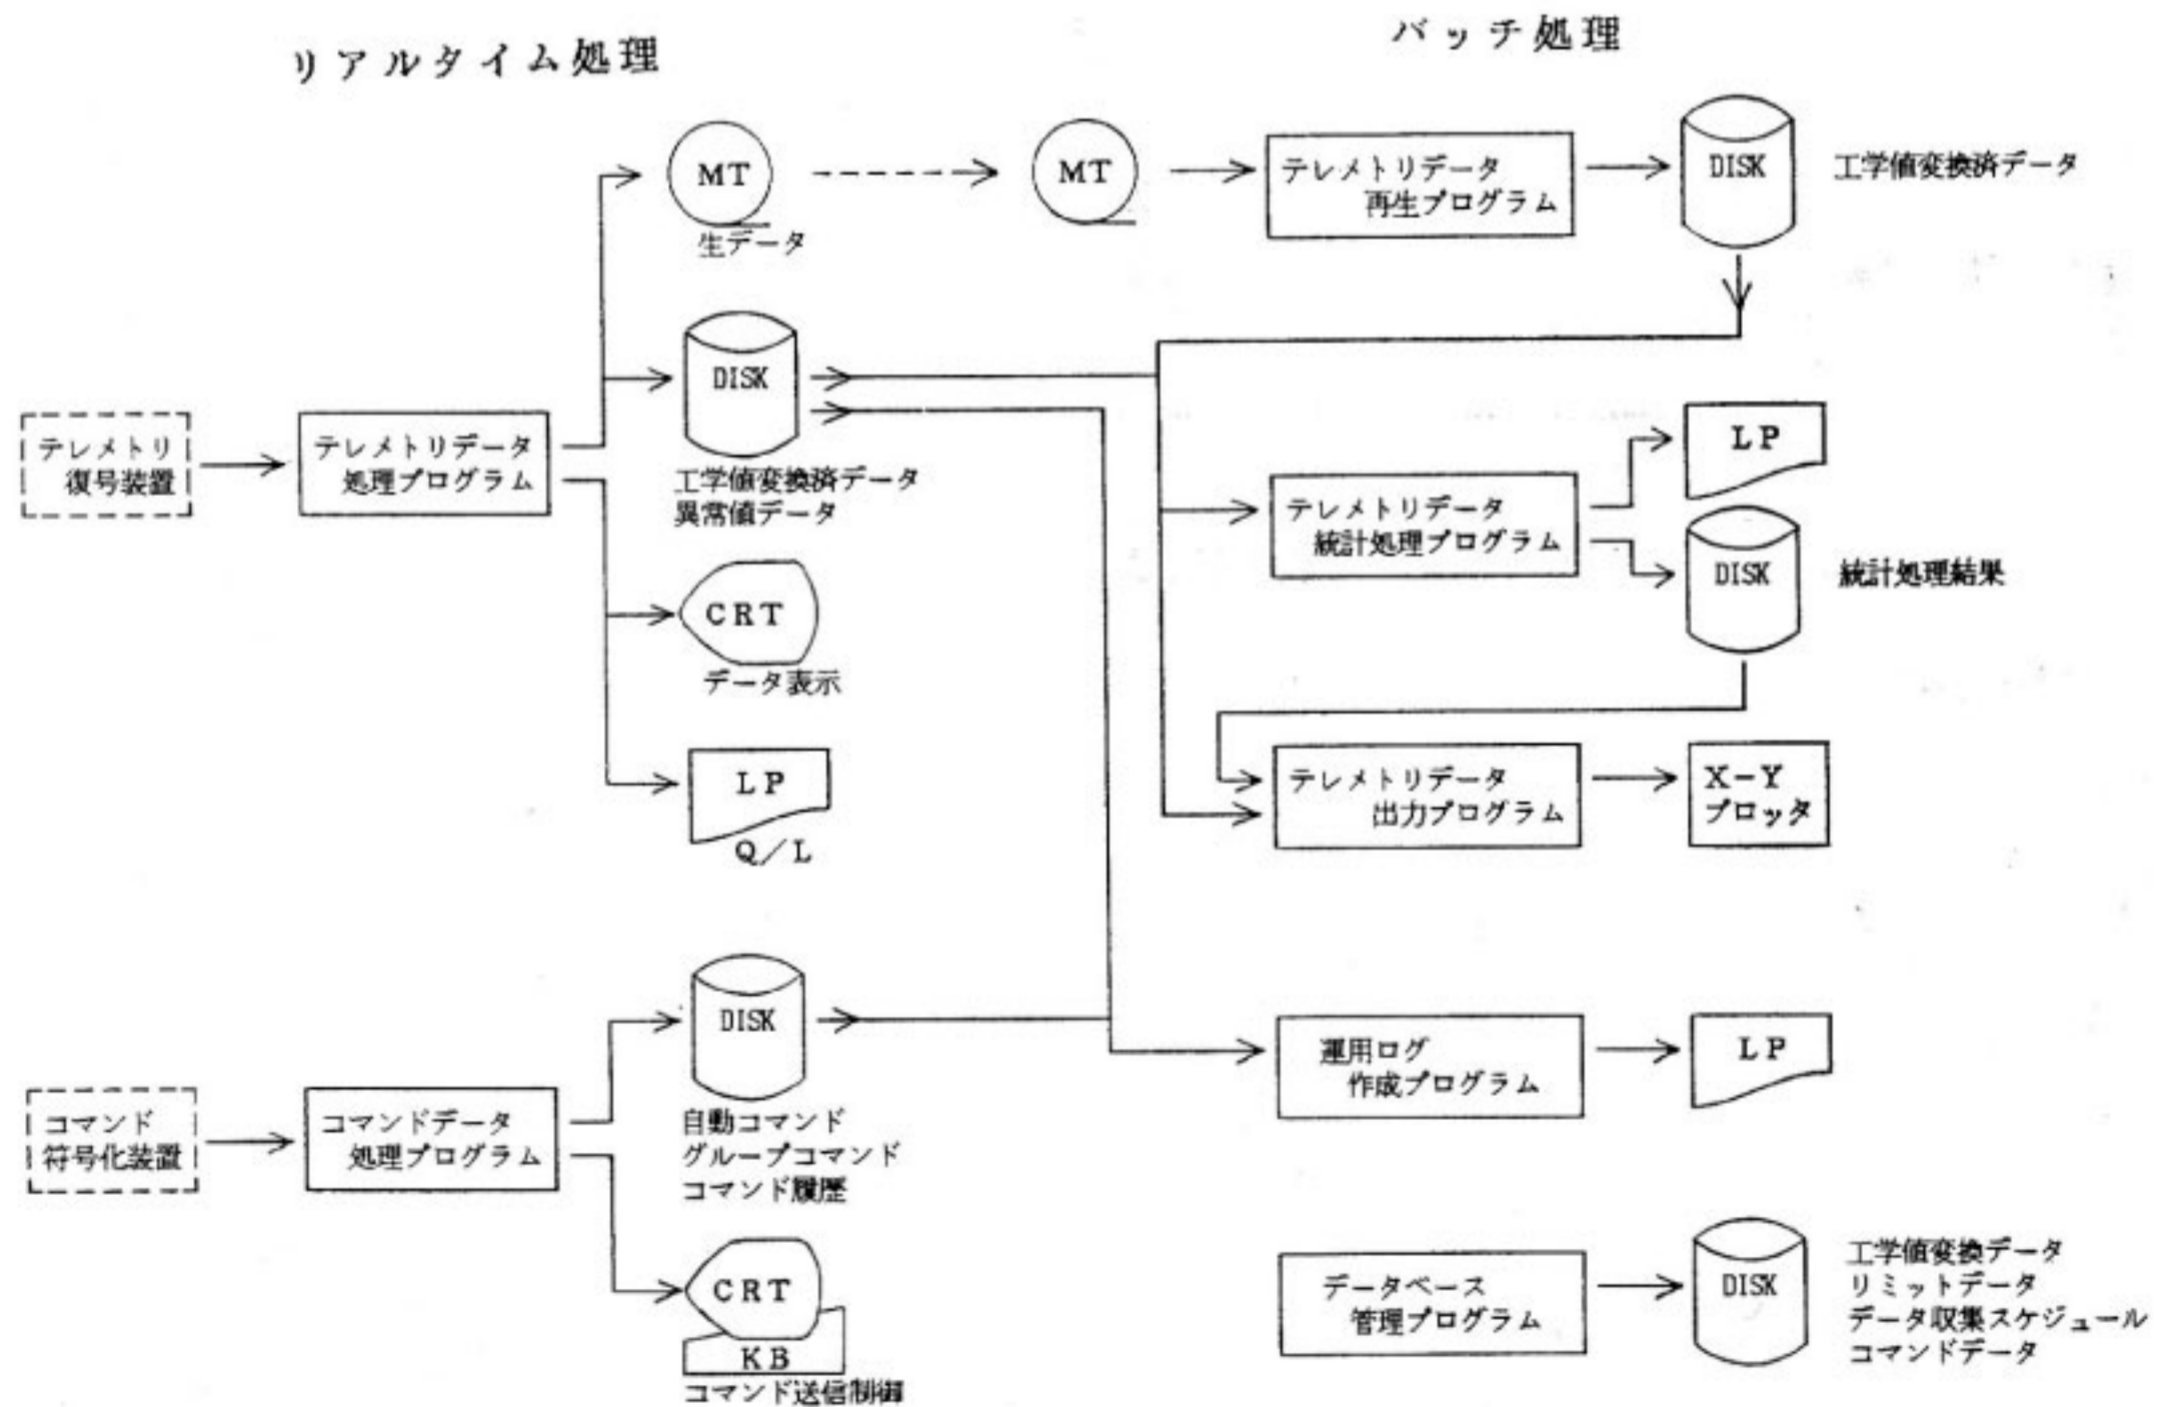 リアルタイム処理
バッチ処理
MT
生データ
MT
テレメトリデータ
再生プログラム
DISK
工学値変換済データ
テレメトリ
復号装置
テレメトリデータ
処理プログラム
DISK
工学値変換済データ
異常値データ
CRT
データ表示
LP
Q/L
テレメトリデータ
統計処理プログラム
LP
DISK
統計処理結果
テレメトリデータ
出力プログラム
X-Y
プロッタ
コマンド
符号化装置
コマンドデータ
処理プログラム
DISK
自動コマンド
グループコマンド
コマンド履歴
CRT
KB
コマンド送信制御
運用ログ
作成プログラム
LP
データベース
管理プログラム
DISK
工学値変換データ
リミットデータ
データ収集スケジュール
コマンドデータ